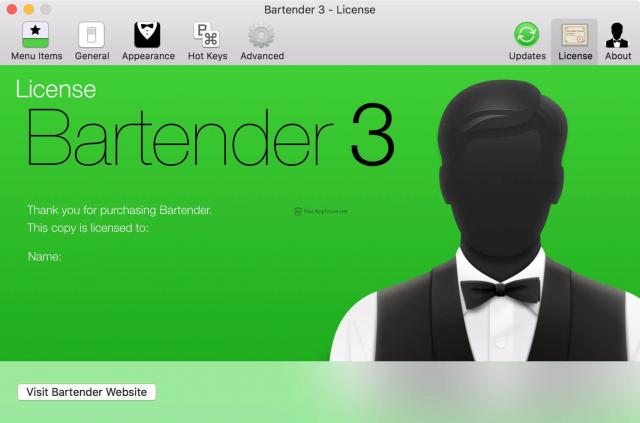 Bartender 3 - License
Menu Items General Appearance Hot Keys Advanced Updates License About
License
Bartender 3
Thank you for purchasing Bartender.
This copy is licensed to:
MacAppStore.net
Name:
Visit Bartender Website